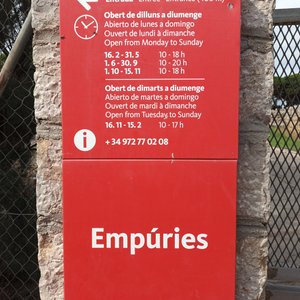 Obert de dilluns a diumenge
Abierto de lunes a domingo
Ouvert de lundi à dimanche
Open from Monday to Sunday
16. 2 - 31. 5 10 - 18 h
1. 6 - 30. 9 10 - 20 h
1. 10 - 15. 11 10 - 18 h
Obert de dimarts a diumenge
Abierto de martes a domingo
Ouvert de mardi à dimanche
Open from Tuesday, to Sunday
16. 11 - 15. 2 10 - 17 h
i
+ 34 972 77 02 08
Empúries